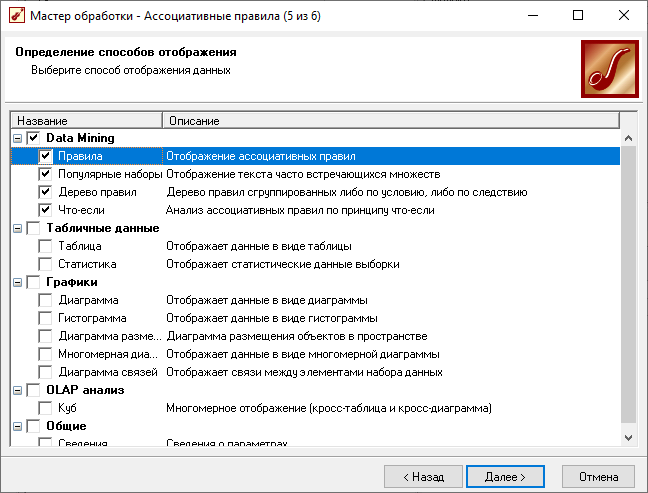 Мастер обработки - Ассоциативные правила (5 из 6)
Определение способов отображения
Выберите способ отображения данных
Название Описание
Data Mining
Правила Отображение ассоциативных правил
Популярные наборы Отображение текста часто встречающихся множеств
Дерево правил Дерево правил сгруппированных либо по условию, либо по следствию
Что-если Анализ ассоциативных правил по принципу что-если
Табличные данные
Таблица Отображает данные в виде таблицы
Статистика Отображает статистические данные выборки
Графики
Диаграмма Отображает данные в виде диаграммы
Гистограмма Отображает данные в виде гистограммы
Диаграмма разме... Диаграмма размещения объектов в пространстве
Многомерная диа... Отображает данные в виде многомерной диаграммы
Диаграмма связей Отображает связи между элементами набора данных
OLAP анализ
Куб Многомерное отображение (кросс-таблица и кросс-диаграмма)
Общие
Сведения Сведения о параметрах
< Назад Далее > Отмена